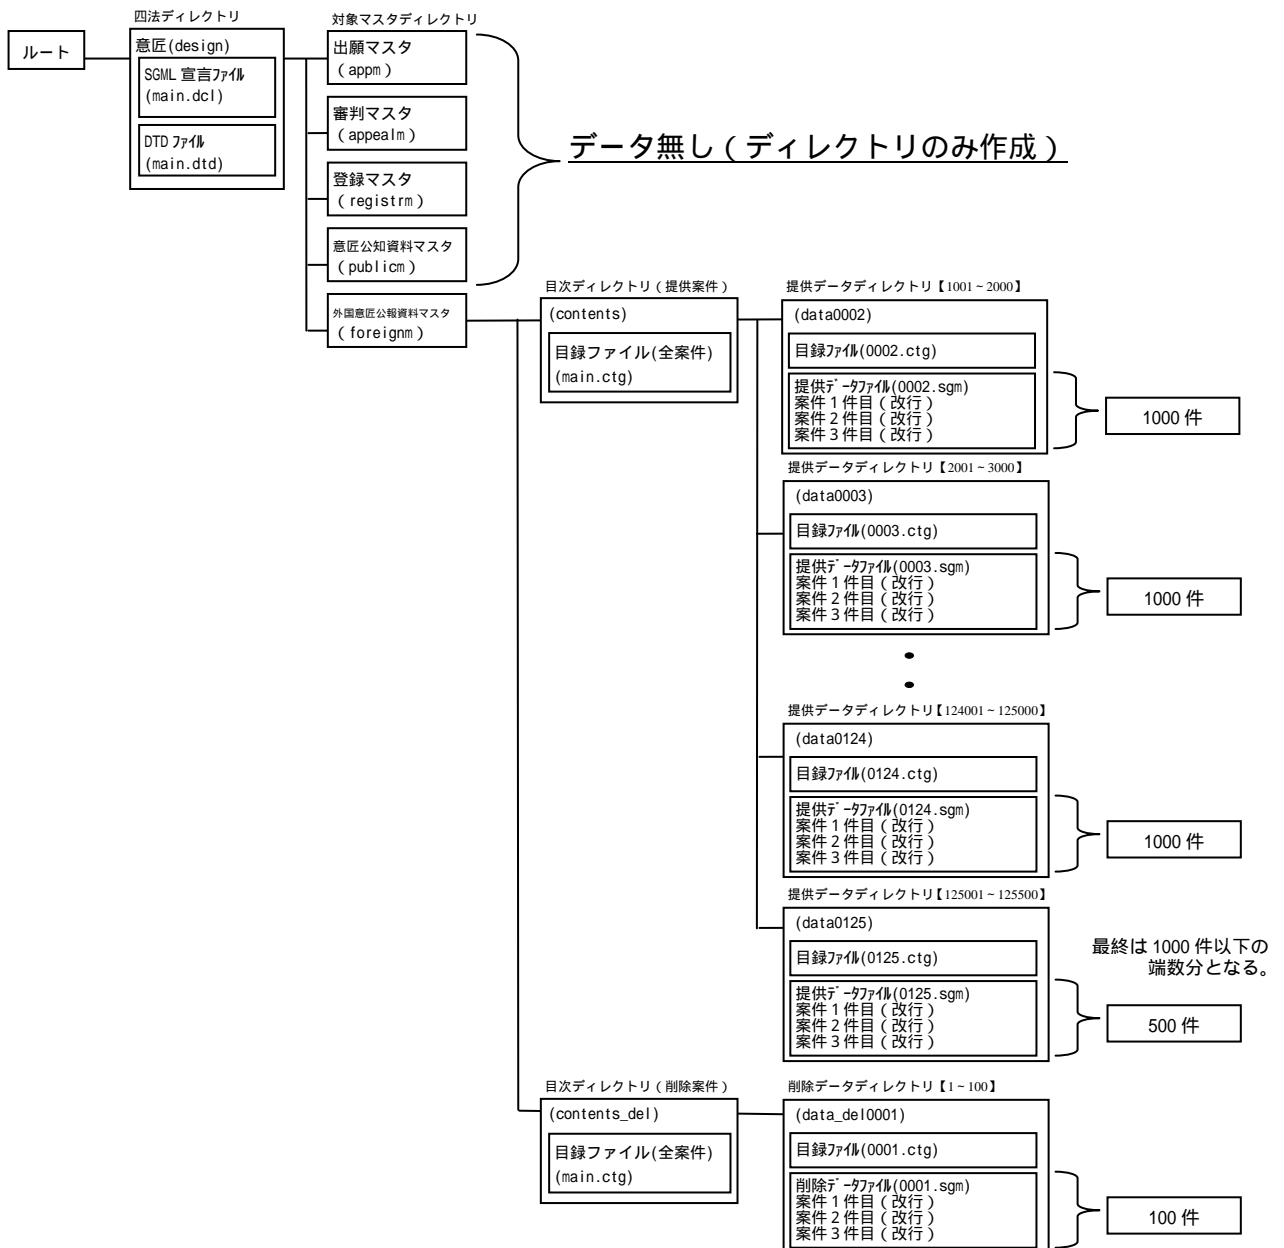 四法ディレクトリ
対象マスタディレクトリ
ルート
意匠(design)
SGML 宣言ﾌｧｲﾙ
(main.dcl)
DTD ﾌｧｲﾙ
(main.dtd)
出願マスタ
(appm)
審判マスタ
(appealm)
登録マスタ
(registrm)
意匠公知資料マスタ
(publicm)
外国意匠公報資料マスタ
(foreignm)
データ無し(ディレクトリのみ作成)
目次ディレクトリ(提供案件)
(contents)
目録ファイル(全案件)
(main.ctg)
提供データディレクトリ【1001~2000】
(data0002)
目録ﾌｧｲﾙ(0002.ctg)
提供ﾃﾞｰﾀﾌｧｲﾙ(0002.sgm)
案件1件目(改行)
案件2件目(改行)
案件3件目(改行)
1000 件
提供データディレクトリ【2001~3000】
(data0003)
目録ﾌｧｲﾙ(0003.ctg)
提供ﾃﾞｰﾀﾌｧｲﾙ(0003.sgm)
案件1件目(改行)
案件2件目(改行)
案件3件目(改行)
1000 件
提供データディレクトリ【124001~125000】
(data0124)
目録ﾌｧｲﾙ(0124.ctg)
提供ﾃﾞｰﾀﾌｧｲﾙ(0124.sgm)
案件1件目(改行)
案件2件目(改行)
案件3件目(改行)
1000 件
提供データディレクトリ【125001~125500】
(data0125)
目録ﾌｧｲﾙ(0125.ctg)
提供ﾃﾞｰﾀﾌｧｲﾙ(0125.sgm)
案件1件目(改行)
案件2件目(改行)
案件3件目(改行)
最終は 1000 件以下の
端数分となる。
500 件
目次ディレクトリ(削除案件)
(contents_del)
目録ファイル(全案件)
(main.ctg)
削除データディレクトリ【1~100】
(data_del0001)
目録ﾌｧｲﾙ(0001.ctg)
削除ﾃﾞｰﾀﾌｧｲﾙ(0001.sgm)
案件1件目(改行)
案件2件目(改行)
案件3件目(改行)
100 件